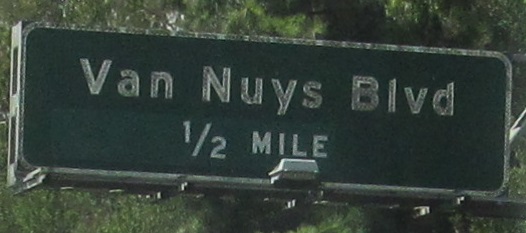 Van Nuys Blvd
1/2 MILE